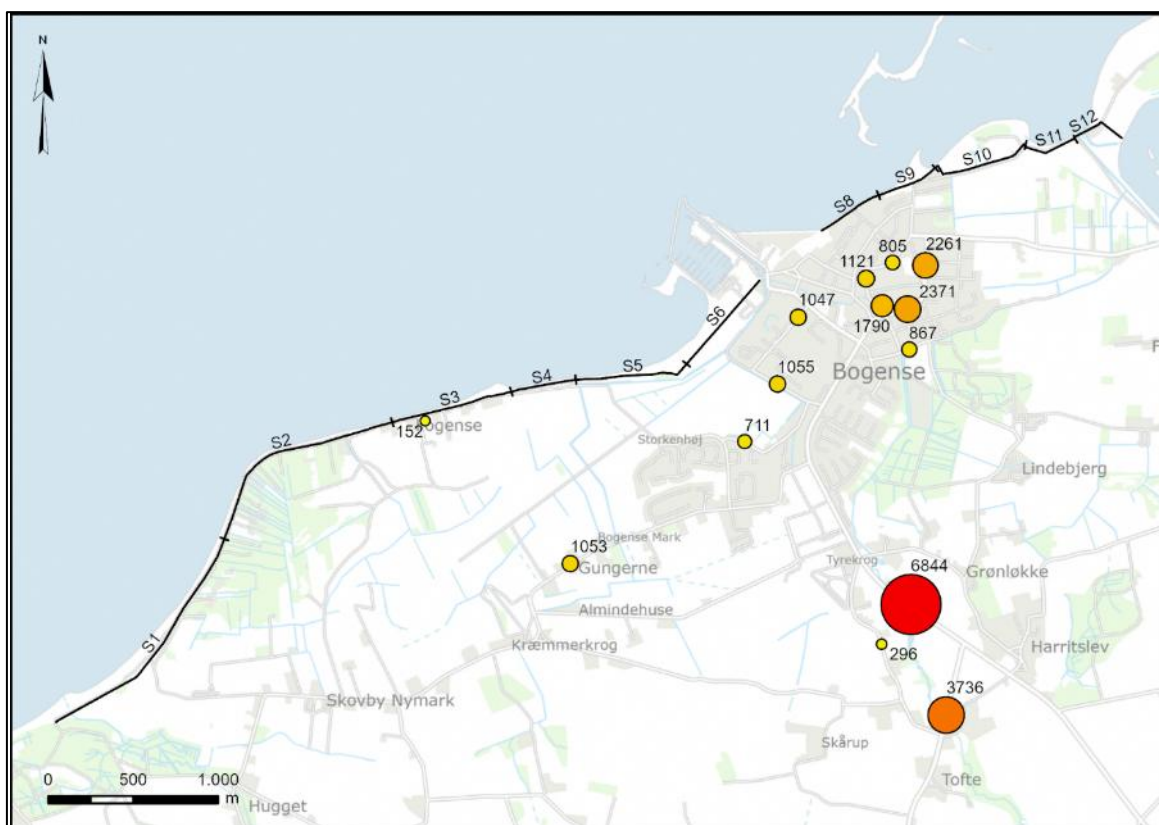 N
S12
S11
S10
S9
S8
805
2261
1121
1047
2371
1790
S6
867
Bogense
1055
S5
S4
S3
152
ogense
S2
711
Storkenhøj
Lindebjerg
Bogense Mark
1053
Gungerne
Tyrekrog
6844
Grønløkke
Almindehuse
S1
Kræmmerkrog
296
Harritslev
Skovby Nymark
3736
Skårup
0 500 1.000
m
Tofte
Hugget